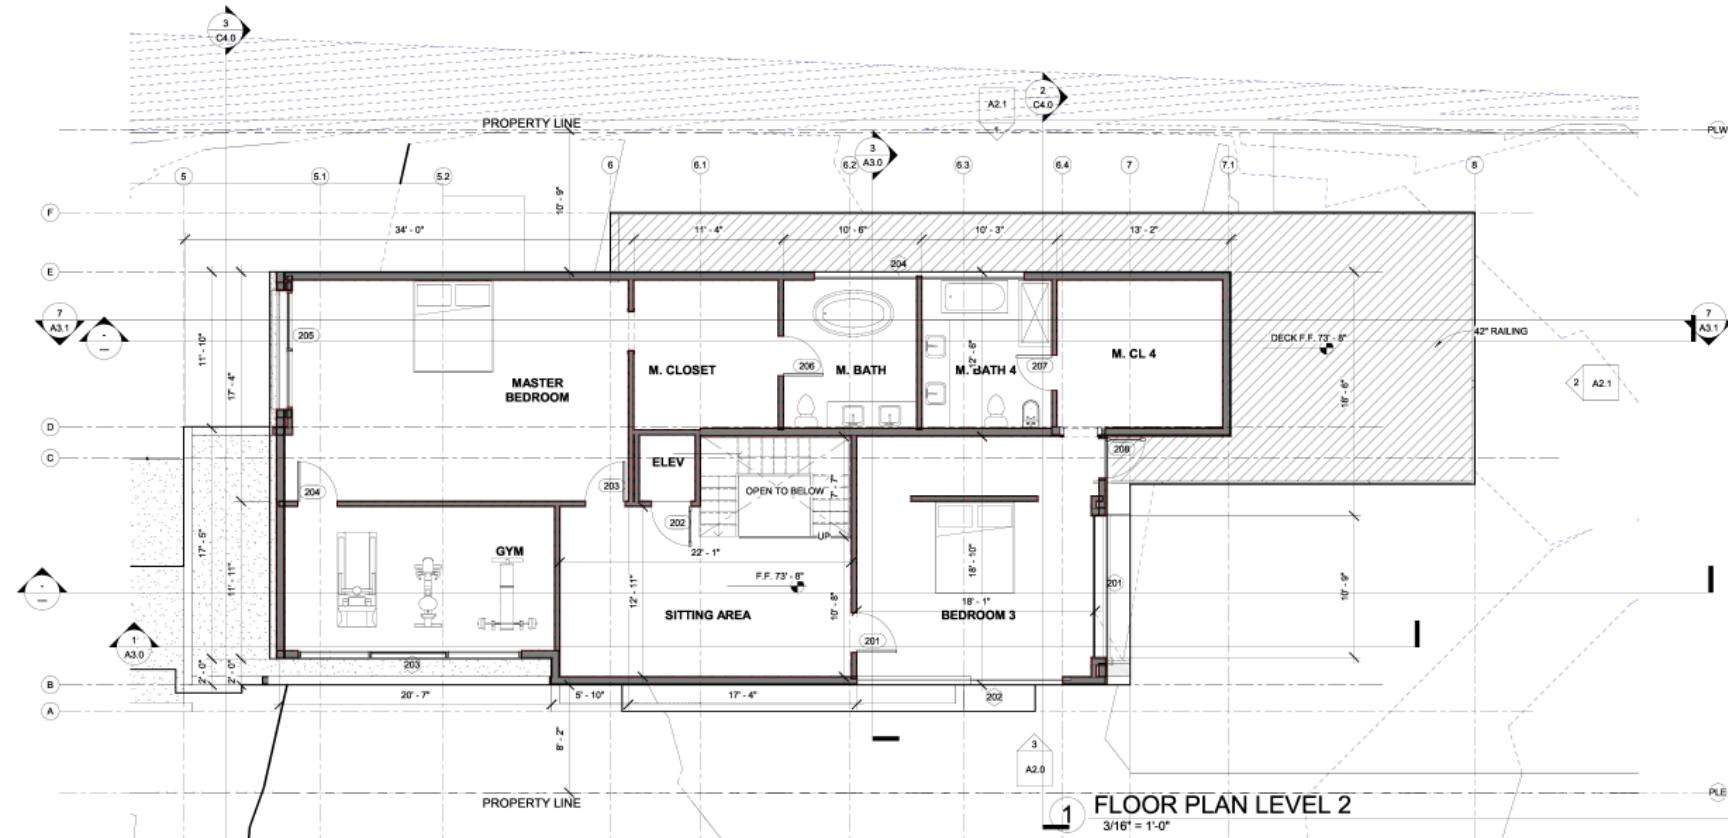 3
C4.0
2
C4.0
A2.1
1
PROPERTY LINE
PLW
3
A3.0
5
5.1
5.2
6
6.1
6.2
6.3
6.4
7
7.1
8
10' - 9"
F
34' - 0"
11' - 4"
10' - 6"
10' - 3"
13' - 2"
204
E
7
A3.1
7
A3.1
205
11' - 10"
17' - 4"
MASTER
BEDROOM
M. CLOSET
206
M. BATH
M. BATH 4
207
M. CL 4
DECK F.F. 73' - 8"
42" RAILING
18' - 6"
2
A2.1
D
C
ELEV
OPEN TO BELOW
7' - 7"
204
203
202
UP
22' - 1"
GYM
17' - 5"
11' - 11"
12' - 11"
F.F. 73' - 8"
10' - 8"
SITTING AREA
18' - 10"
18' - 1"
BEDROOM 3
201
201
10' - 9"
1
A3.0
203
2' - 0"
2' - 0"
B
A
20' - 7"
5' - 10"
17' - 4"
202
8' - 2"
3
A2.0
PROPERTY LINE
PLE
1
FLOOR PLAN LEVEL 2
3/16" = 1'-0"